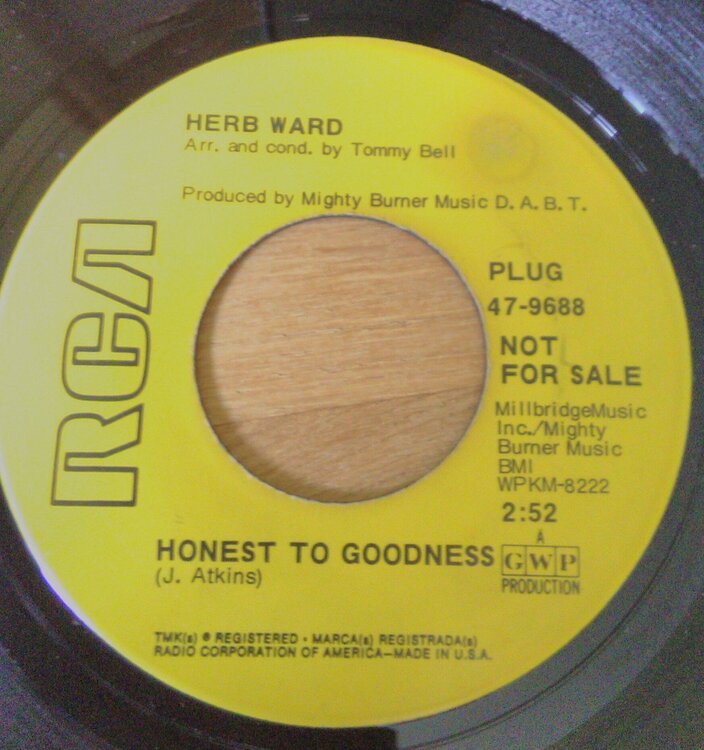 HERB WARD
Arr. and cond. by Tommy Bell
Produced by Mighty Burner Music D. A. B. T.
RCA
PLUG
47-9688
NOT
FOR SALE
MillbridgeMusic
Inc./Mighty
Burner Music
BMI
WPKM-8222
2:52
HONEST TO GOODNESS
(J. Atkins)
A
GWP
PRODUCTION
TMK(s) ® REGISTERED • MARCA(s) REGISTRADA(s)
RADIO CORPORATION OF AMERICA—MADE IN U.S.A.